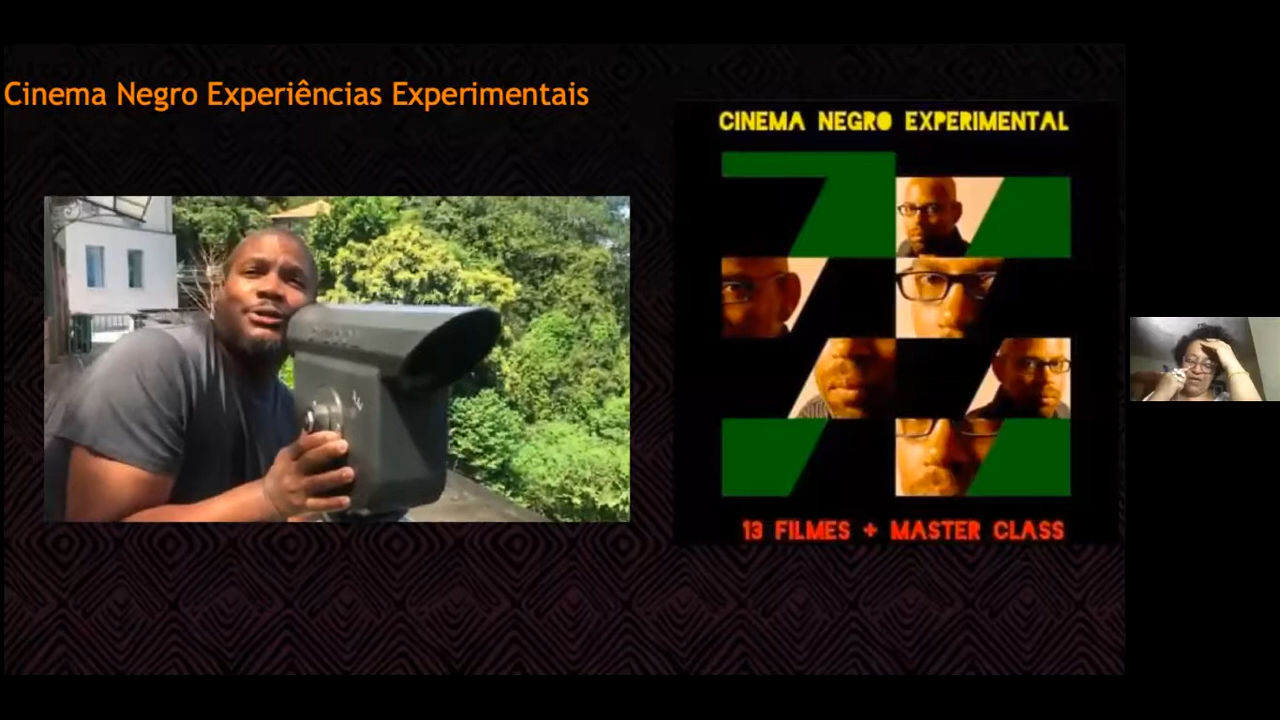 Cinema Negro Experiências Experimentais
CINEMA NEGRO EXPERIMENTAL
13 FILMES + MASTER CLASS